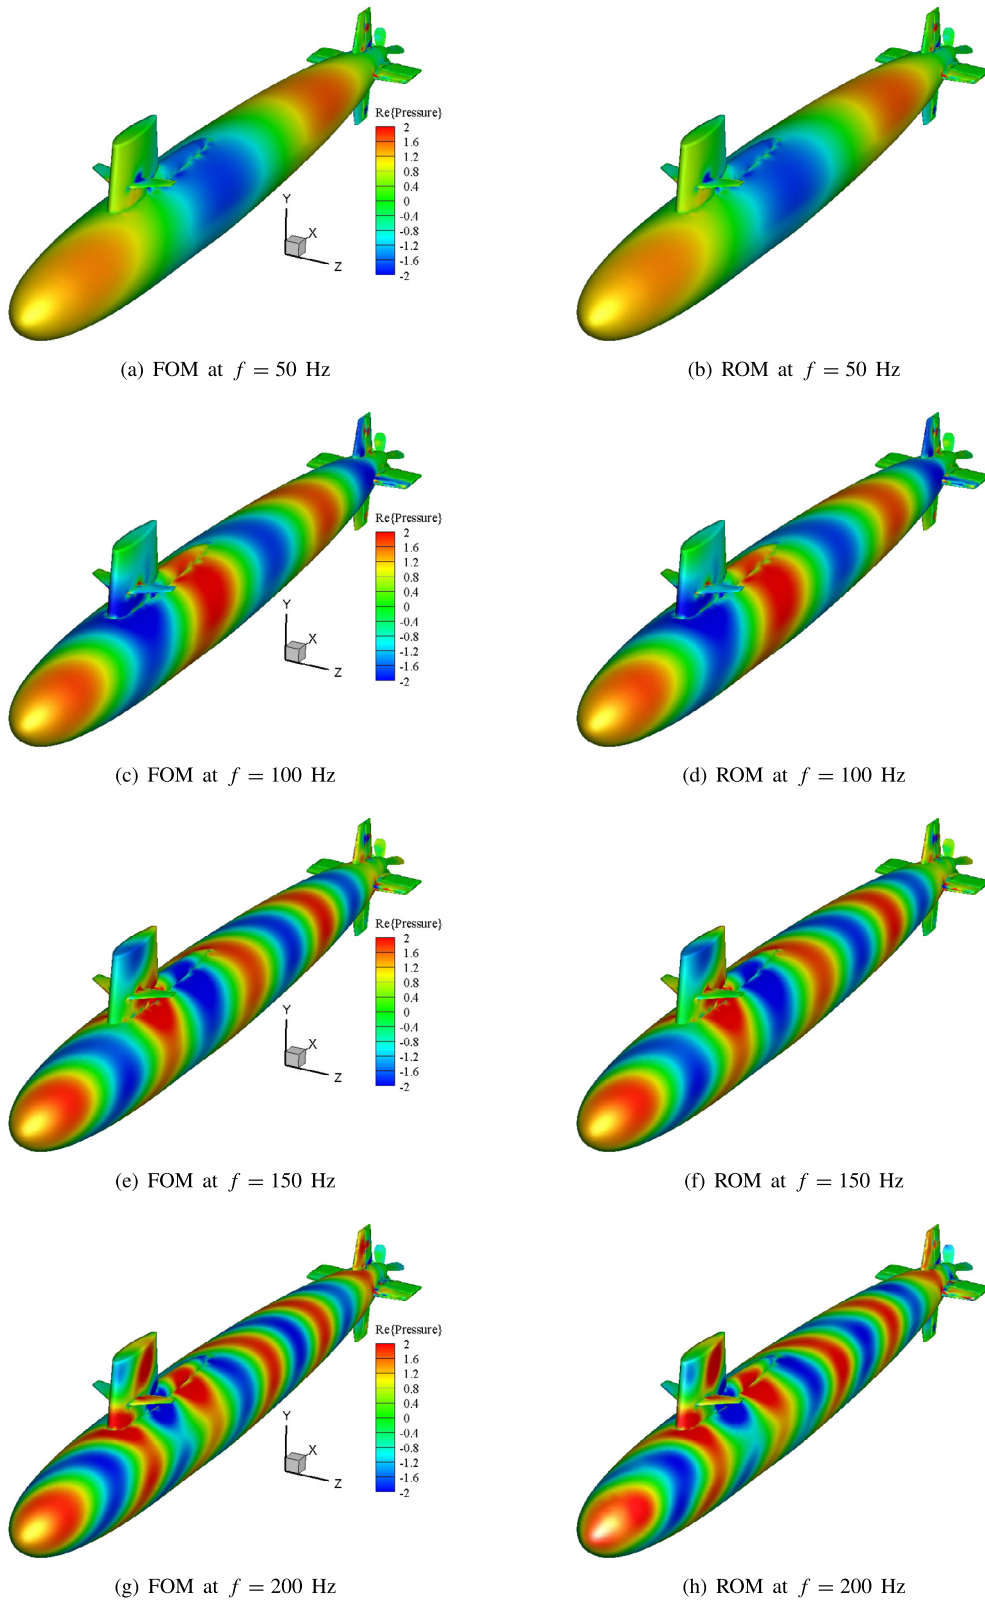 Re{Pressure}
2
1.6
1.2
0.8
0.4
0
-0.4
-0.8
-1.2
-1.6
-2
Y
X
Z
(a) FOM at f = 50 Hz
(b) ROM at f = 50 Hz
Re{Pressure}
2
1.6
1.2
0.8
0.4
0
-0.4
-0.8
-1.2
-1.6
-2
Y
X
Z
(c) FOM at f = 100 Hz
(d) ROM at f = 100 Hz
Re{Pressure}
2
1.6
1.2
0.8
0.4
0
-0.4
-0.8
-1.2
-1.6
-2
Y
X
Z
(e) FOM at f = 150 Hz
(f) ROM at f = 150 Hz
Re{Pressure}
2
1.6
1.2
0.8
0.4
0
-0.4
-0.8
-1.2
-1.6
-2
Y
X
Z
(g) FOM at f = 200 Hz
(h) ROM at f = 200 Hz